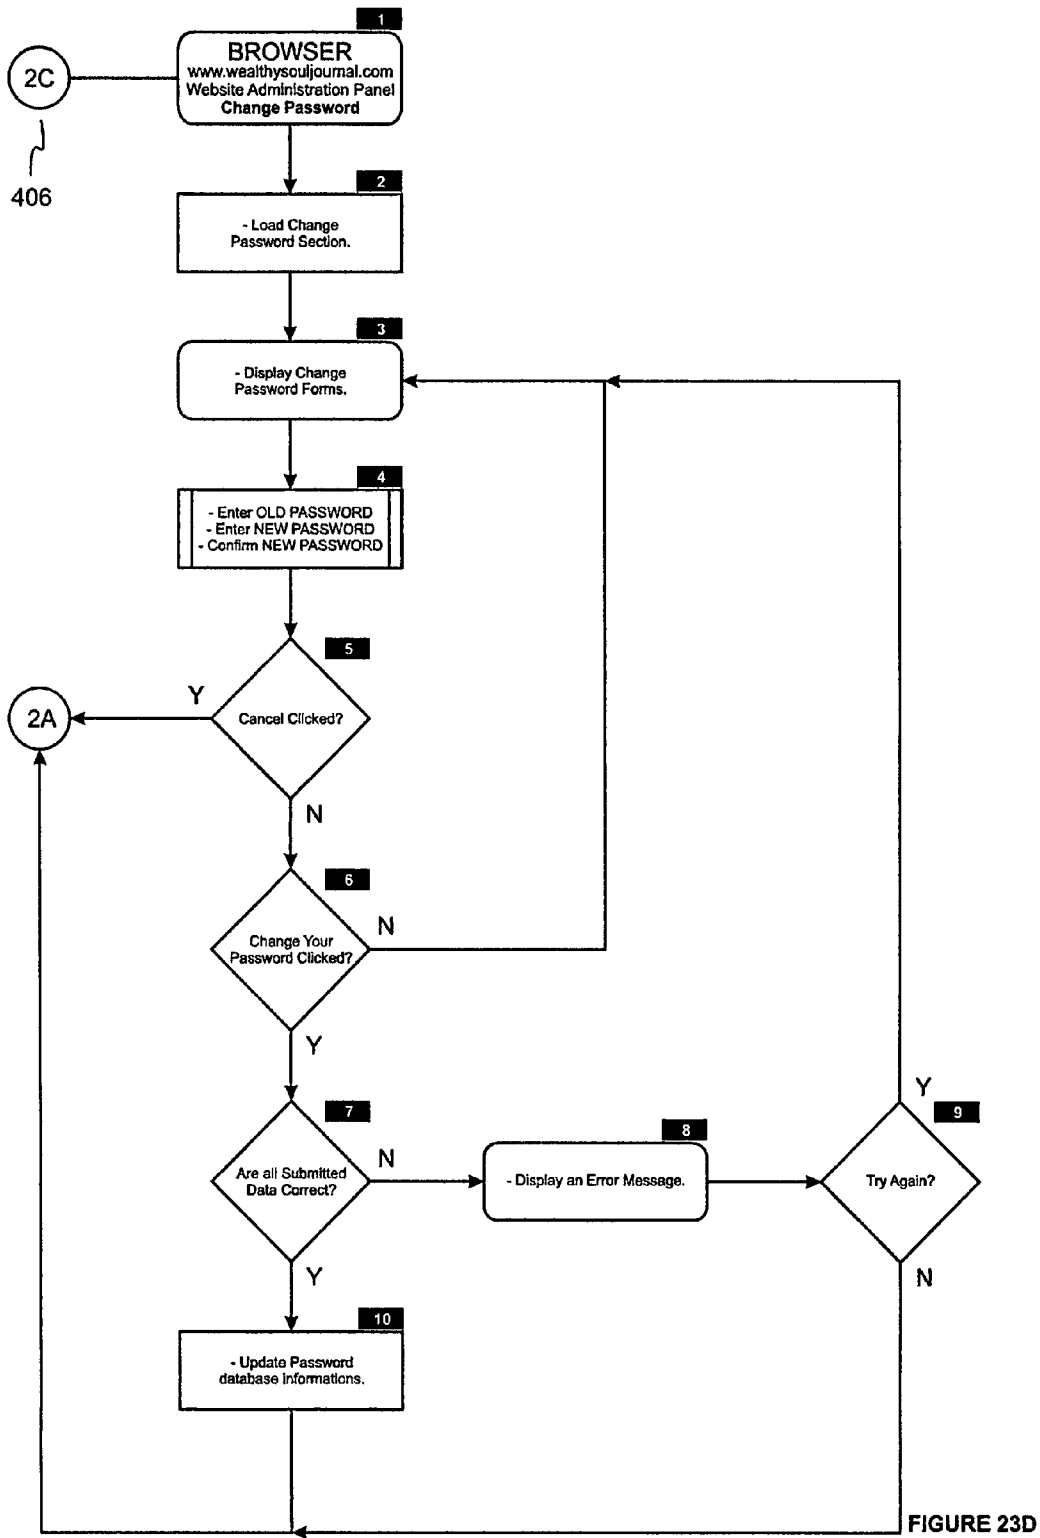 1
BROWSER
www.wealthysouljournal.com
Website Administration Panel
Change Password
2C
406
2
- Load Change
Password Section.
3
- Display Change
Password Forms.
4
- Enter OLD PASSWORD
- Enter NEW PASSWORD
- Confirm NEW PASSWORD
5
Cancel Clicked?
Y
2A
N
6
Change Your
Password Clicked?
N
Y
7
Are all Submitted
Data Correct?
N
8
- Display an Error Message.
Y
9
Try Again?
N
Y
10
- Update Password
database informations.
FIGURE 23D